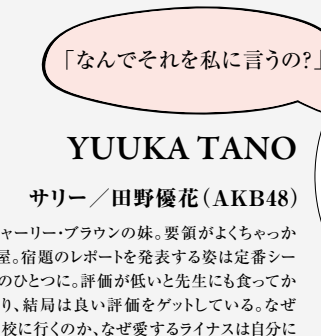 「なんでそれを私に言うの?」
YUUKA TANO
サリー／田野優花（AKB48）
ャーリー・ブラウンの妹。要領がよくちゃっか
屋。宿題のレポートを発表する姿は定番シー
のひとつに。評価が低いと先生にも食ってか
り、結局は良い評価をゲットしている。なぜ
校に行くのか、なぜ愛するライナスは自分に